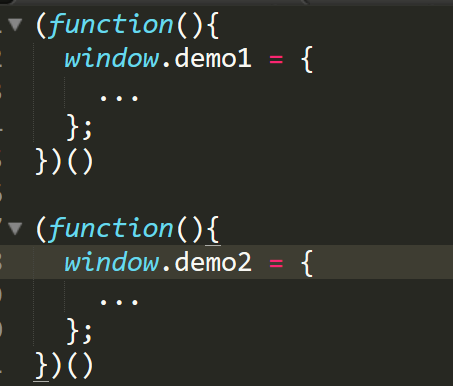 (function(){
window.demo1 = {
...
};
})()
(function(){
window.demo2 = {
...
};
})()